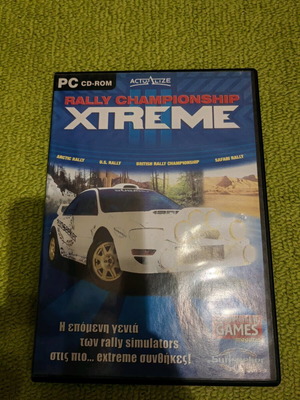 PC CD-ROM
ACTUALIZE
RALLY CHAMPIONSHIP
XTREME
ARCTIC RALLY
U.S. RALLY
BRITISH RALLY CHAMPIONSHIP
SAFARI RALLY
Η επόμενη γενιά
των rally simulators
στις πιο... extreme συνθήκες!
GAMES